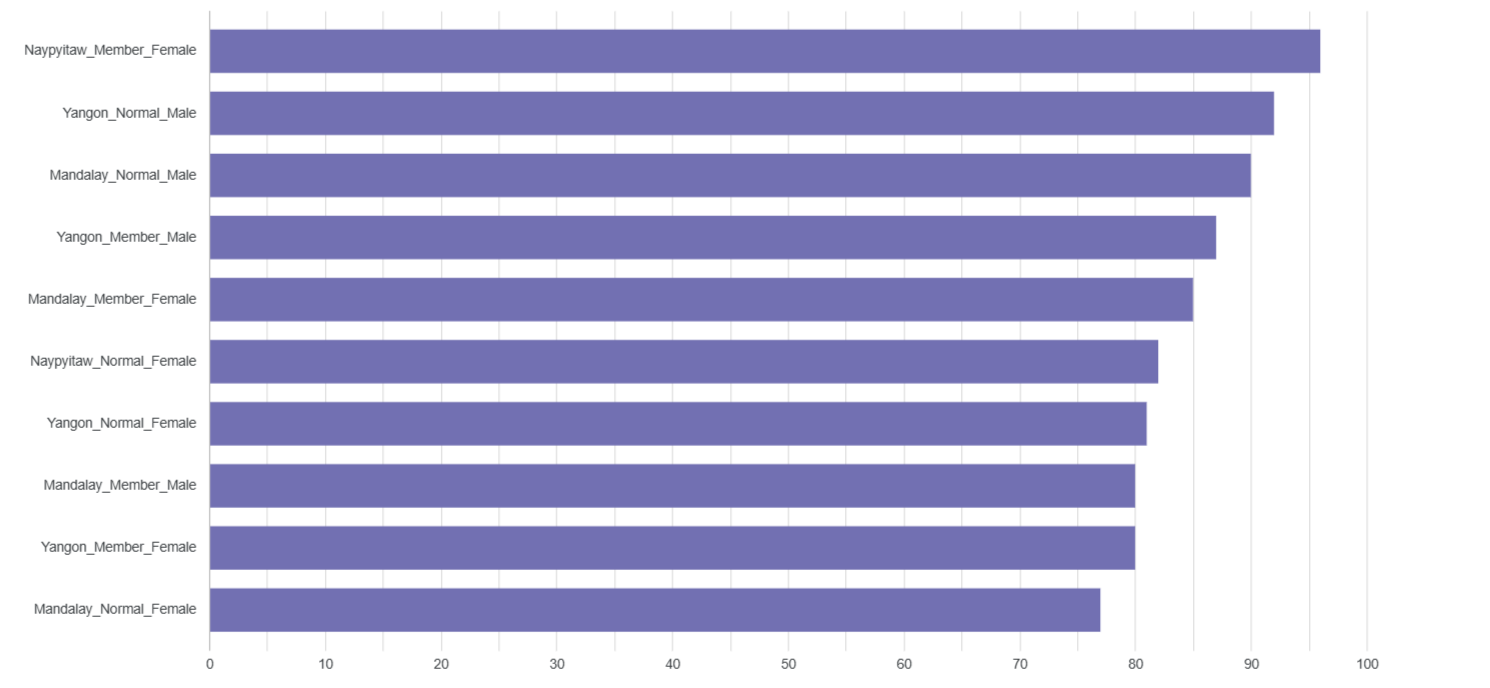 Naypyitaw_Member_Female
Yangon_Normal_Male
Mandalay_Normal_Male
Yangon_Member_Male
Mandalay_Member_Female
Naypyitaw_Normal_Female
Yangon_Normal_Female
Mandalay_Member_Male
Yangon_Member_Female
Mandalay_Normal_Female
0 10 20 30 40 50 60 70 80 90 100